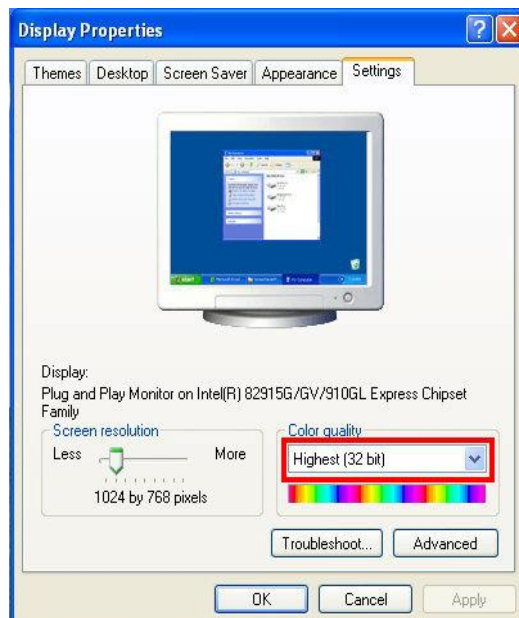 Display Properties
Themes Desktop Screen Saver Appearance Settings
start
Display:
Plug and Play Monitor on Intel(R) 82915G/GV/910GL Express Chipset
Family
Screen resolution
Less More
1024 by 768 pixels
Color quality
Highest (32 bit)
Troubleshoot... Advanced
OK Cancel Apply